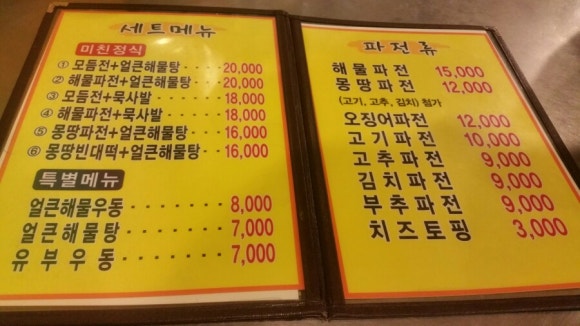 세트메뉴
미친정식
① 모듬전+얼큰해물탕 ····· 20,000
② 해물파전+얼큰해물탕 ···· 20,000
③ 모듬전+묵사발 ······· 18,000
④ 해물파전+묵사발 ······ 18,000
⑤ 몽땅파전+얼큰해물탕 ···· 16,000
⑥ 몽땅빈대떡+얼큰해물탕 ··· 16,000
특별메뉴
얼큰해물우동 ······· 8,000
얼큰해물탕 ······· 7,000
유부우동 ········ 7,000
파전류
해물파전 15,000
몽땅파전 12,000
(고기, 고추, 김치) 첨가
오징어파전 12,000
고기파전 10,000
고추파전 9,000
김치파전 9,000
부추파전 9,000
치즈토핑 3,000